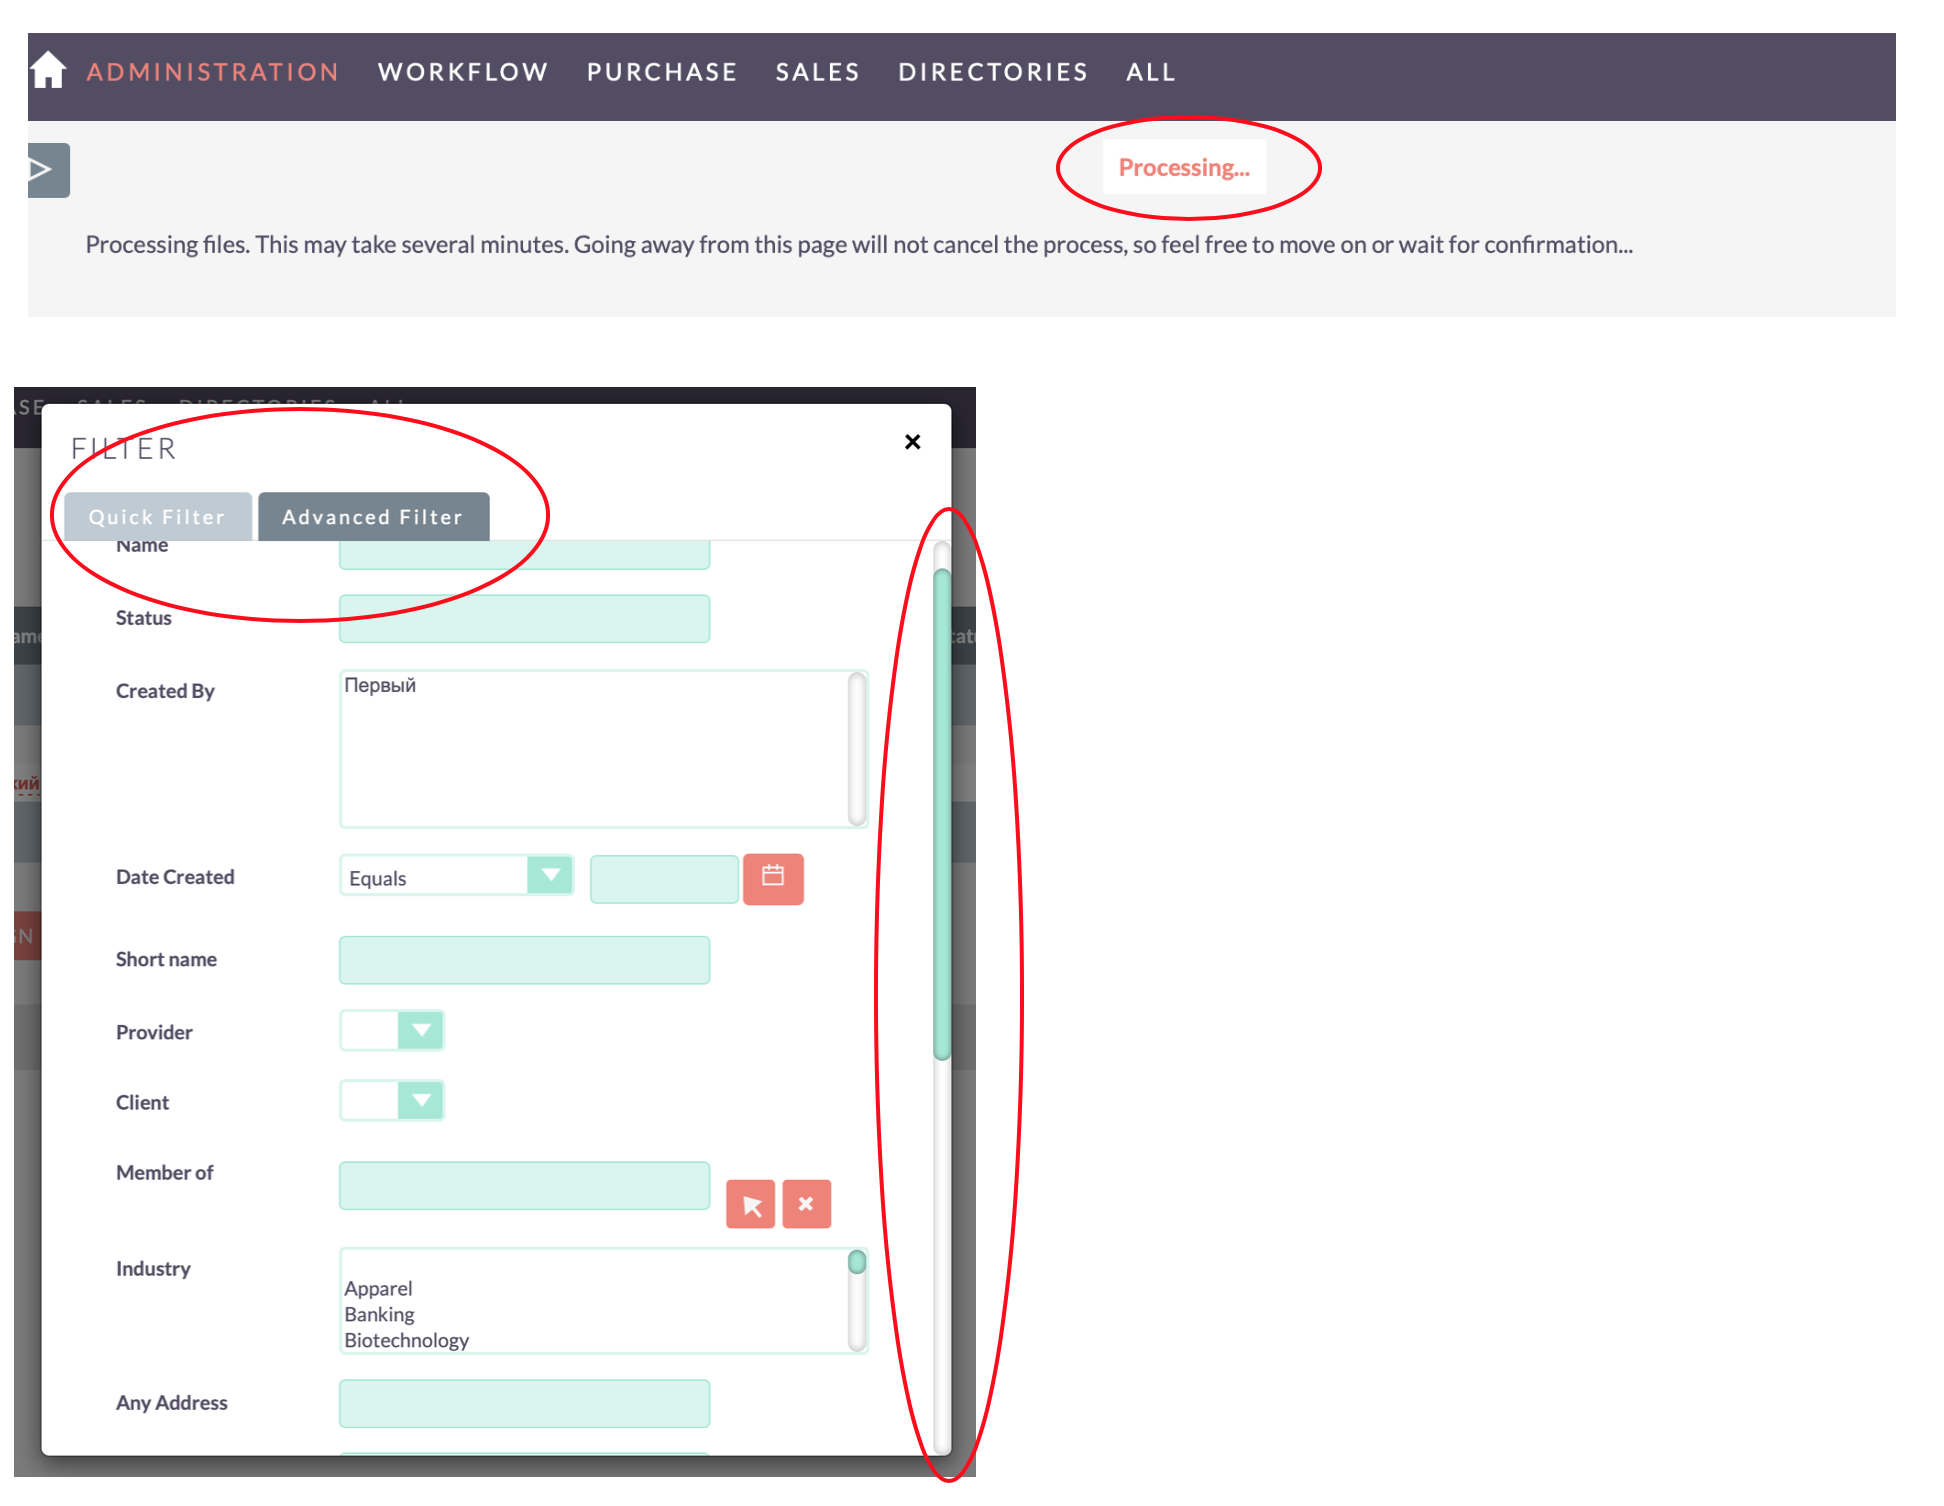 ADMINISTRATION WORKFLOW PURCHASE SALES DIRECTORIES ALL
Processing...
Processing files. This may take several minutes. Going away from this page will not cancel the process, so feel free to move on or wait for confirmation...
SALES DIRECTORIES ALL
FILTER
Quick Filter Advanced Filter
Name
Status
Created By Первый
Date Created Equals
Short name
Provider
Client
Member of
Industry
Apparel
Banking
Biotechnology
Any Address